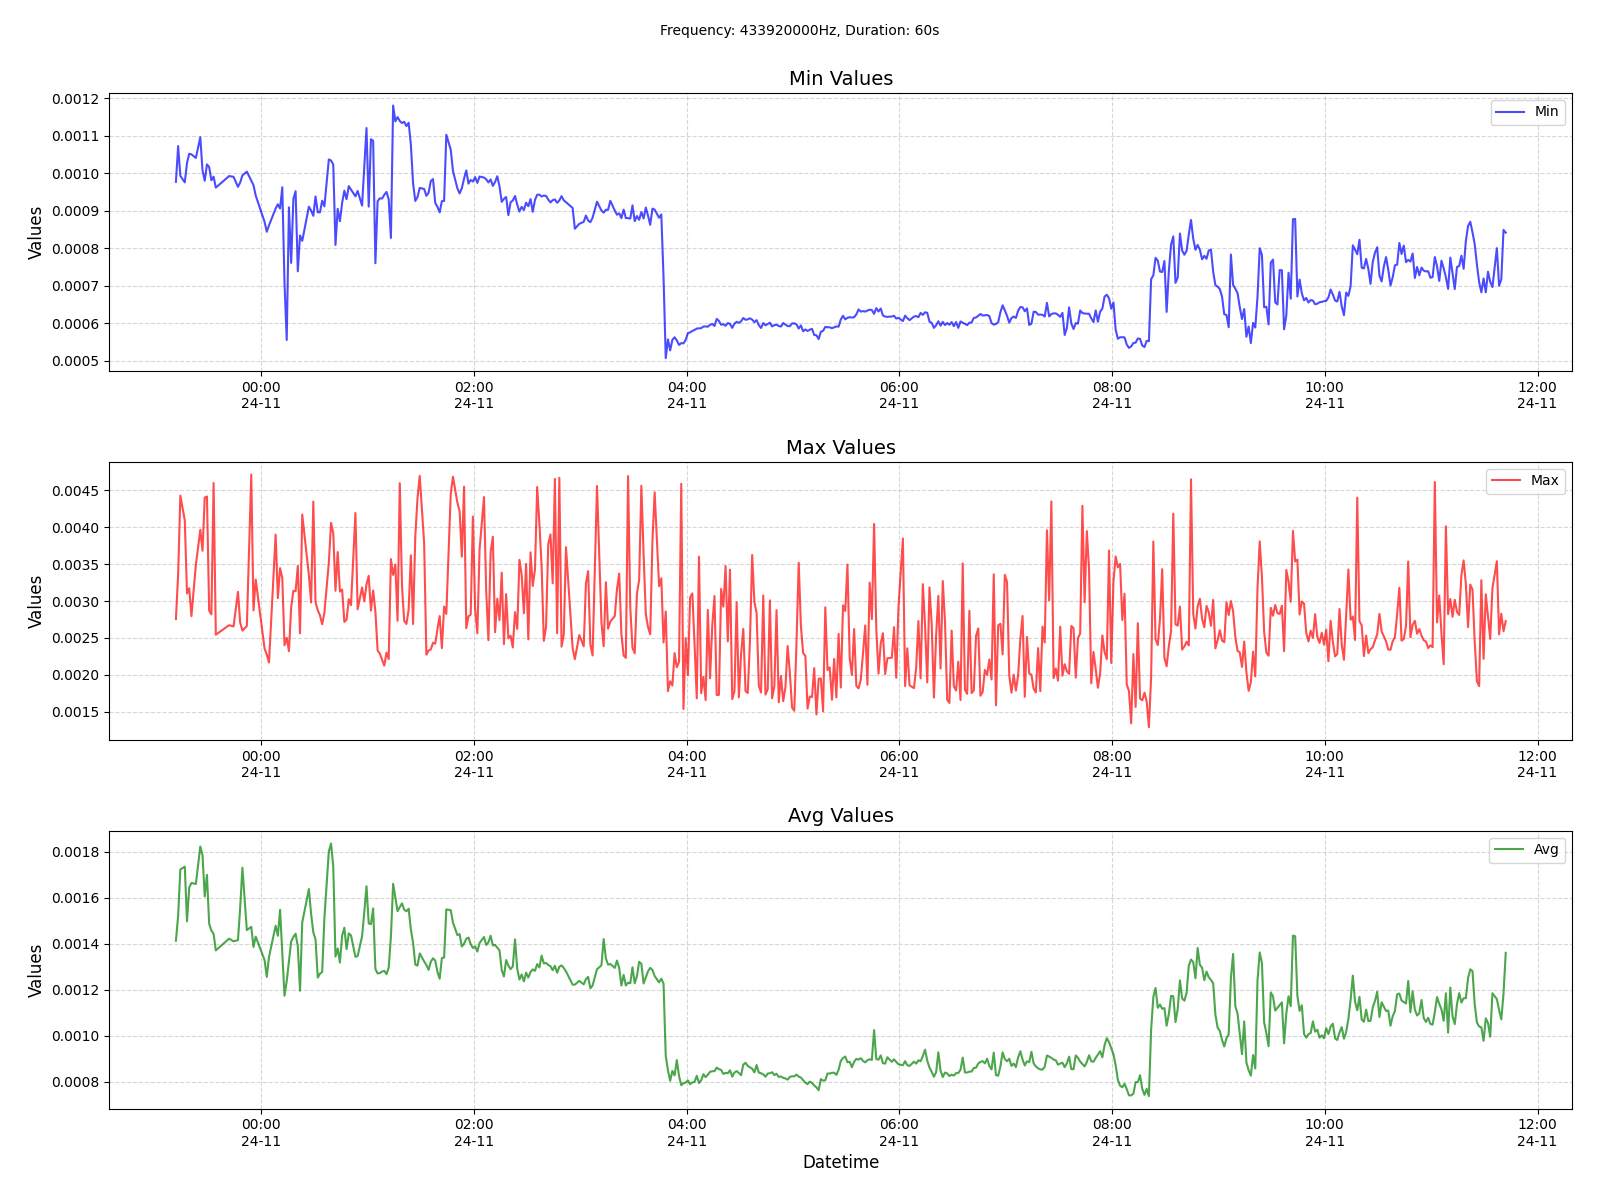 Frequency: 433920000Hz, Duration: 60s
Min Values
Values
0.0012
0.0011
0.0010
0.0009
0.0008
0.0007
0.0006
0.0005
Min
00:00 02:00 04:00 06:00 08:00 10:00 12:00
24-11 24-11 24-11 24-11 24-11 24-11 24-11
Max Values
Values
0.0045
0.0040
0.0035
0.0030
0.0025
0.0020
0.0015
Max
00:00 02:00 04:00 06:00 08:00 10:00 12:00
24-11 24-11 24-11 24-11 24-11 24-11 24-11
Avg Values
Values
0.0018
0.0016
0.0014
0.0012
0.0010
0.0008
Avg
00:00 02:00 04:00 06:00 08:00 10:00 12:00
24-11 24-11 24-11 24-11 24-11 24-11 24-11
Datetime